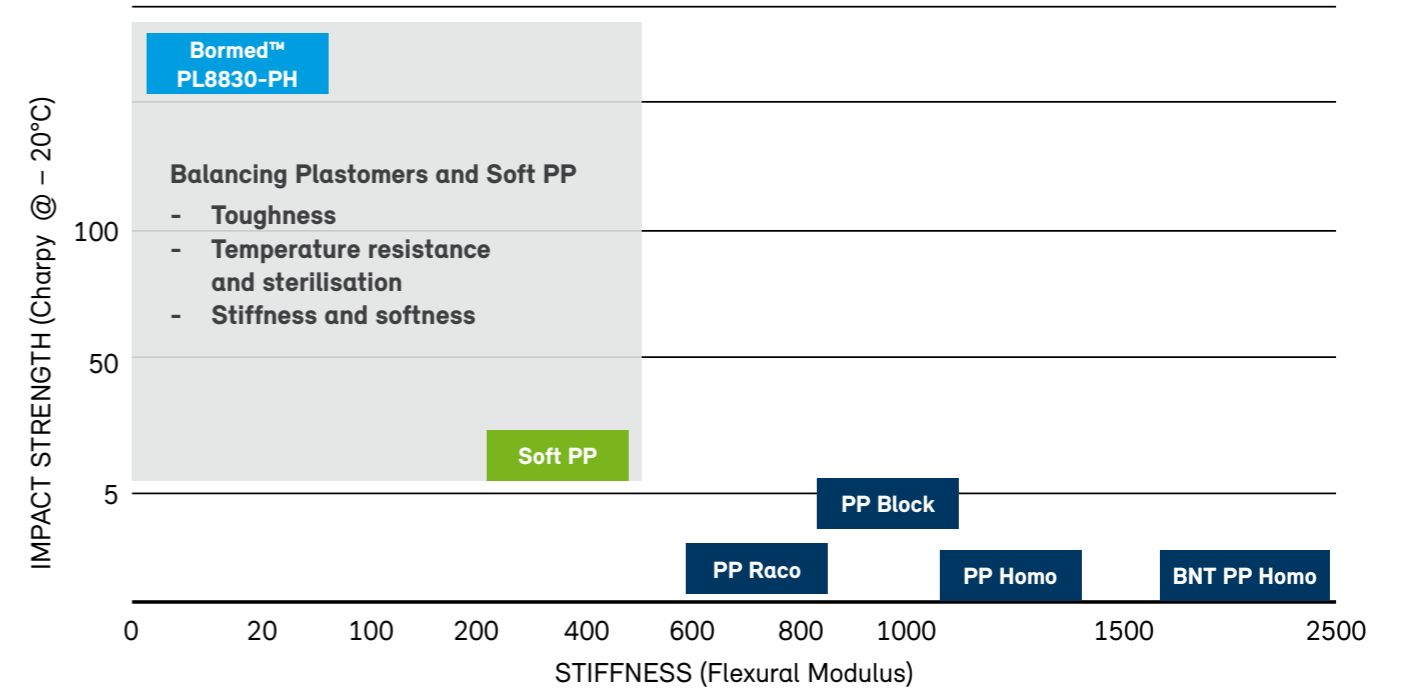 Bormed™
PL8830-PH
Balancing Plastomers and Soft PP
- Toughness
- Temperature resistance
and sterilisation
- Stiffness and softness
Soft PP
PP Block
PP Raco
PP Homo
BNT PP Homo
IMPACT STRENGTH (Charpy @ – 20°C)
100
50
5
0 20 100 200 400 600 800 1000 1500 2500
STIFFNESS (Flexural Modulus)